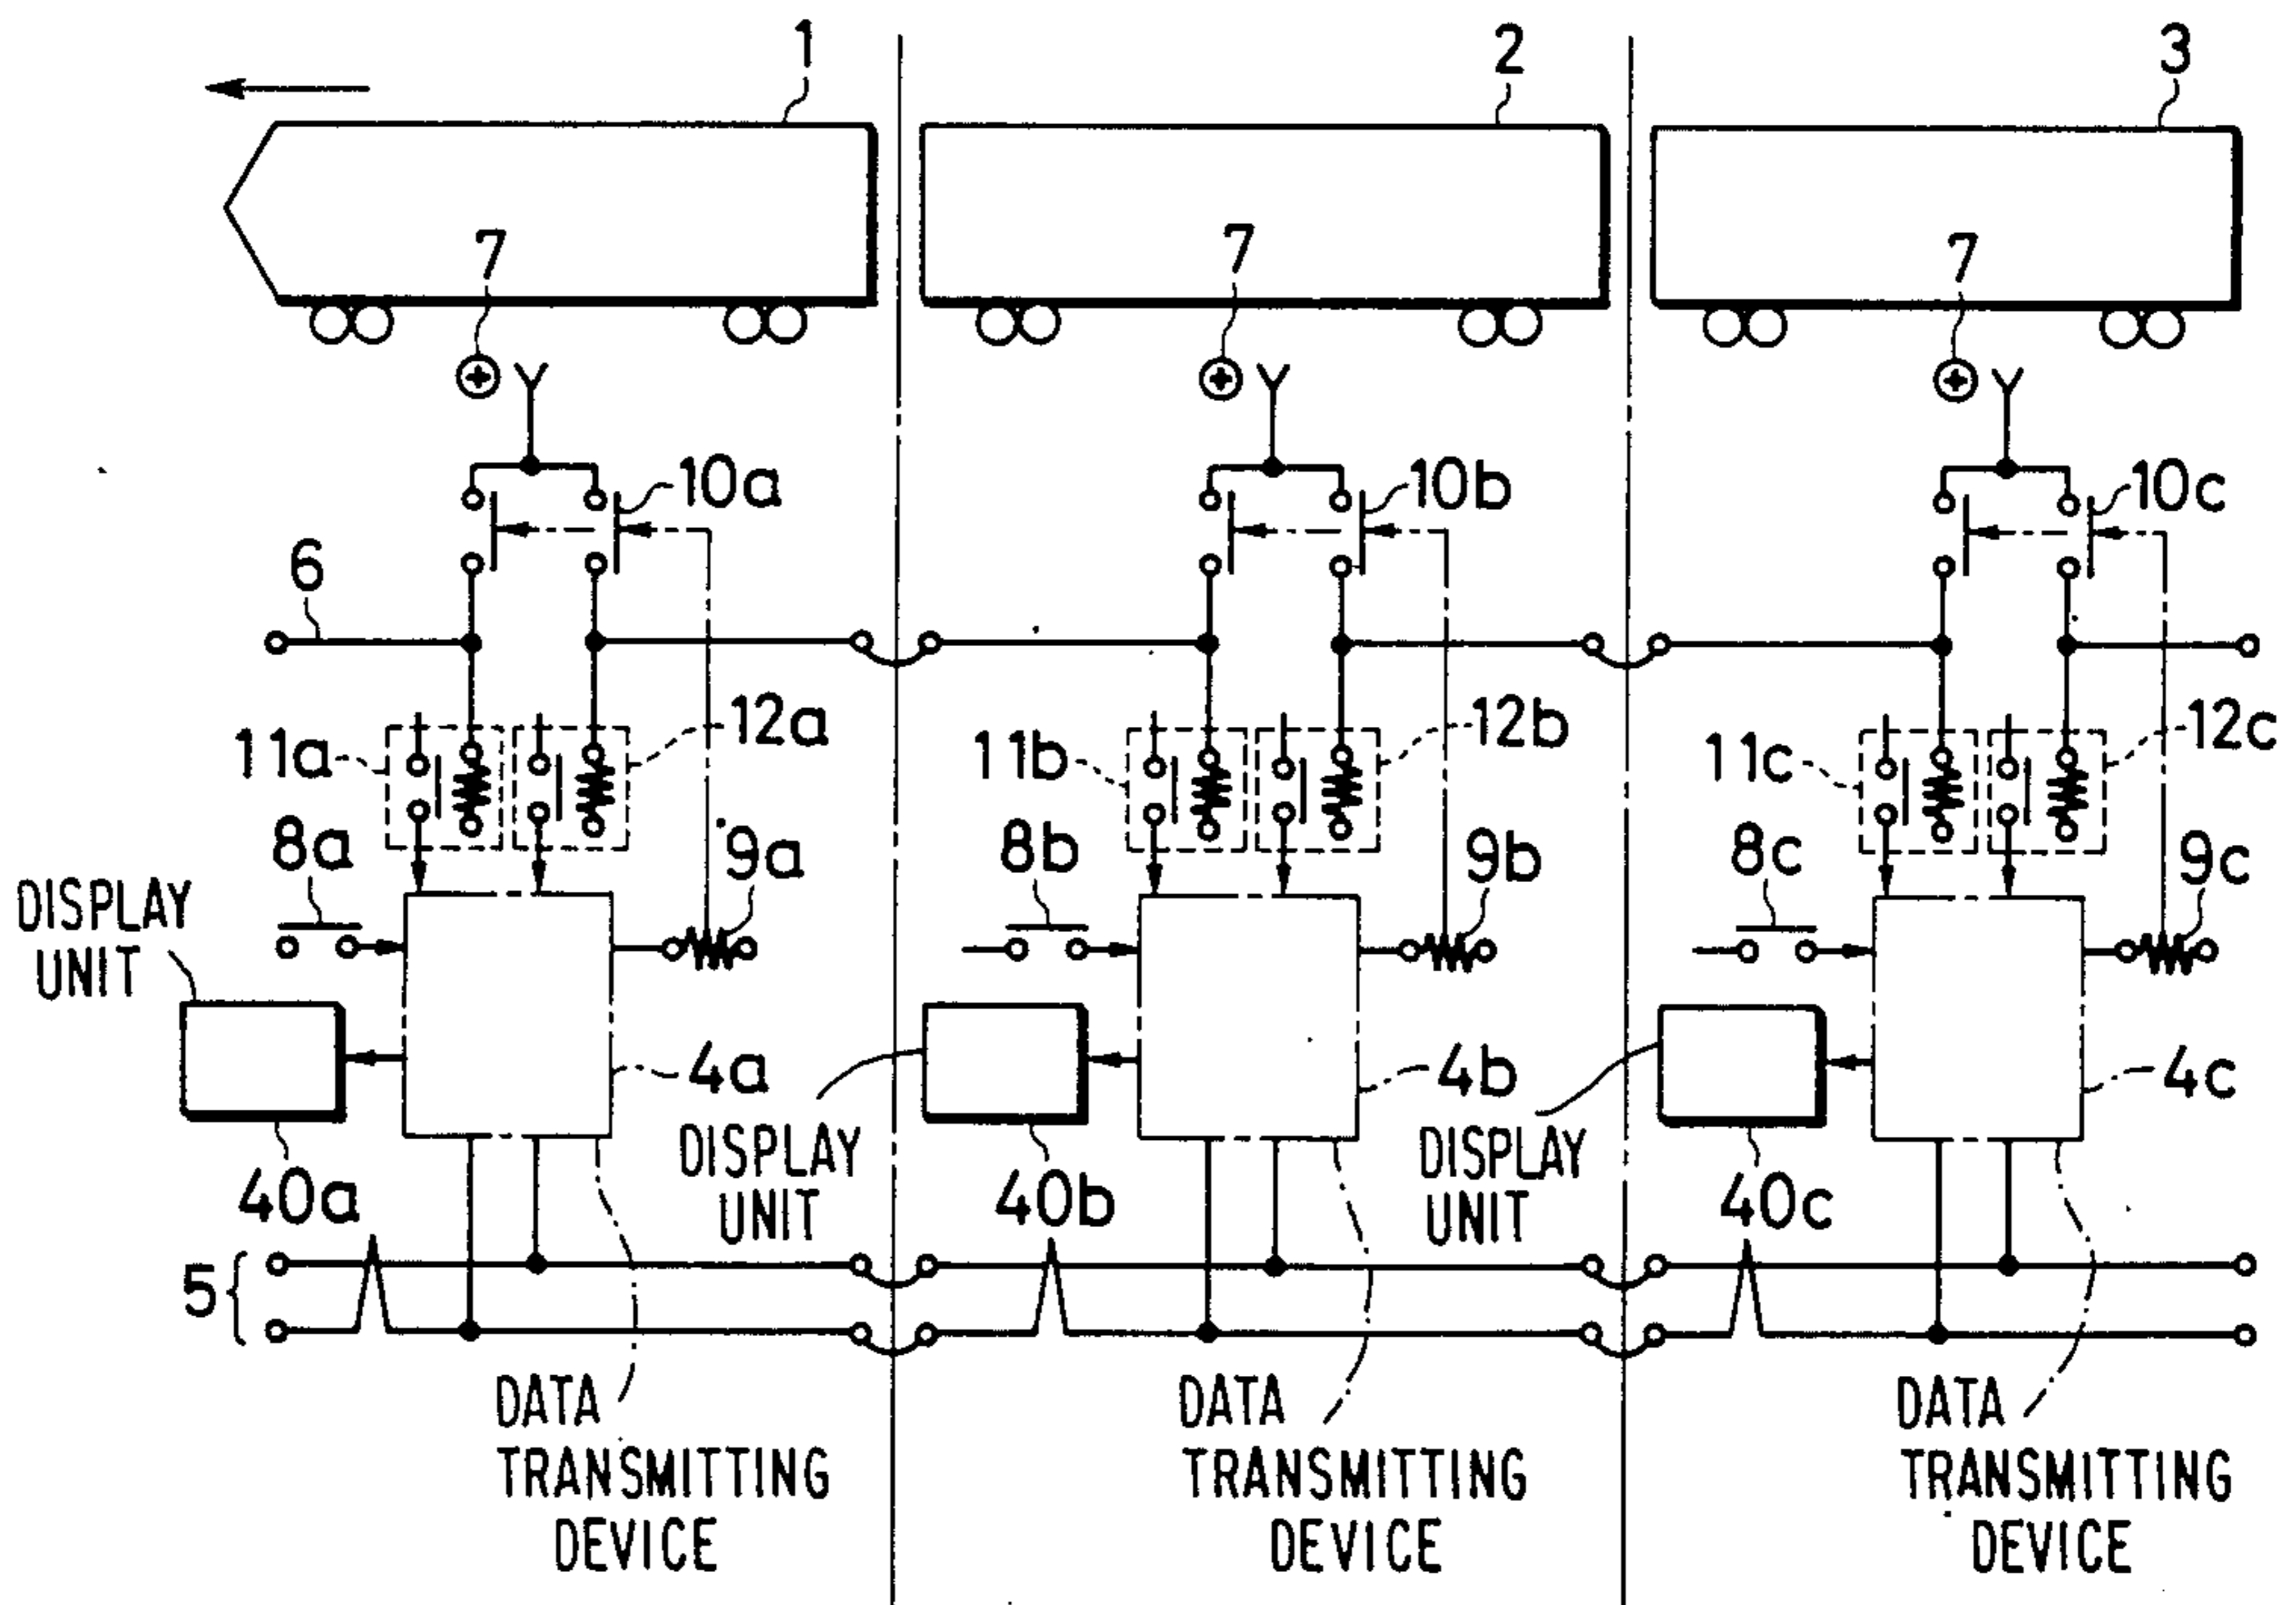 1
2
3
7
7
7
Y
Y
Y
10a
10b
10c
6
11a
12a
11b
12b
11c
12c
8a
9a
8b
9b
8c
9c
DISPLAY
UNIT
4a
4b
4c
40a
DISPLAY
UNIT
40b
DISPLAY
UNIT
40c
5
DATA
TRANSMITTING
DEVICE
DATA
TRANSMITTING
DEVICE
DATA
TRANSMITTING
DEVICE